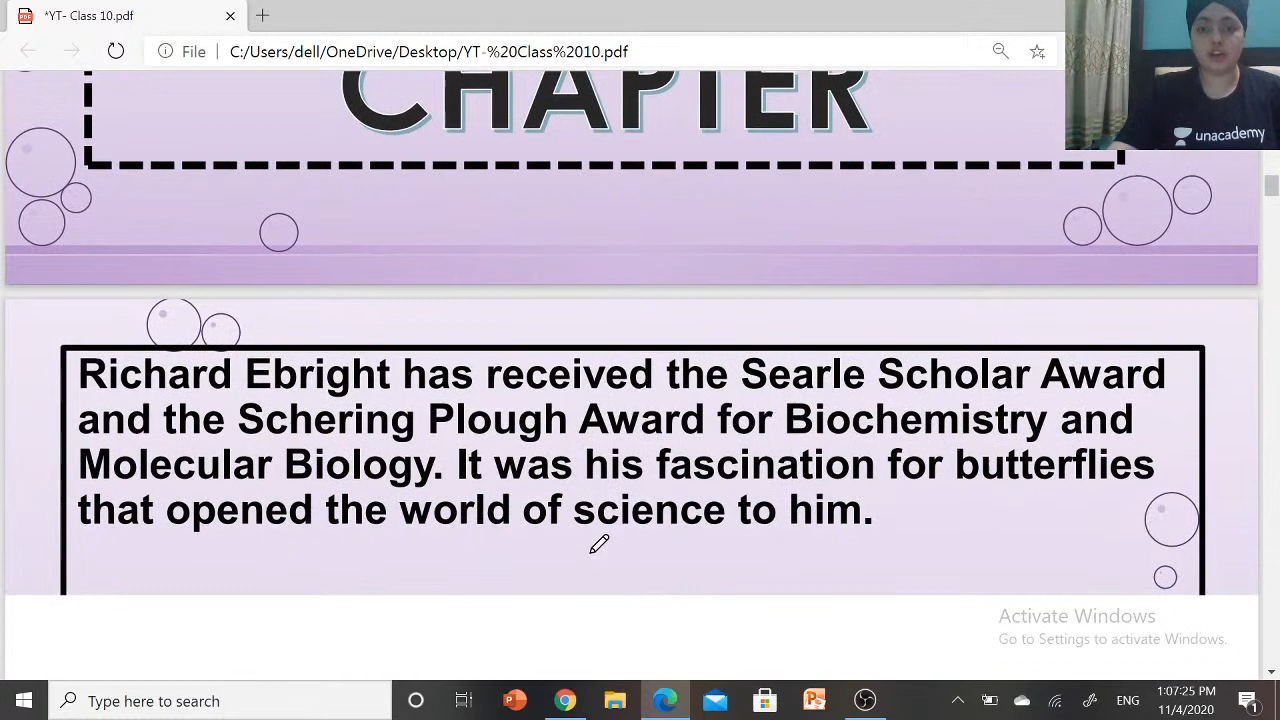 *YT- Class 10.pdf
File
C:/Users/dell/OneDrive/Desktop/YT-%20Class%2010.pdf
unacademy
CHAPTER
Richard Ebright has received the Searle Scholar Award
and the Schering Plough Award for Biochemistry and
Molecular Biology. It was his fascination for butterflies
that opened the world of science to him.
Activate Windows
Go to Settings to activate Windows.
Type here to search
ENG
1:07:25 PM
11/4/2020
1